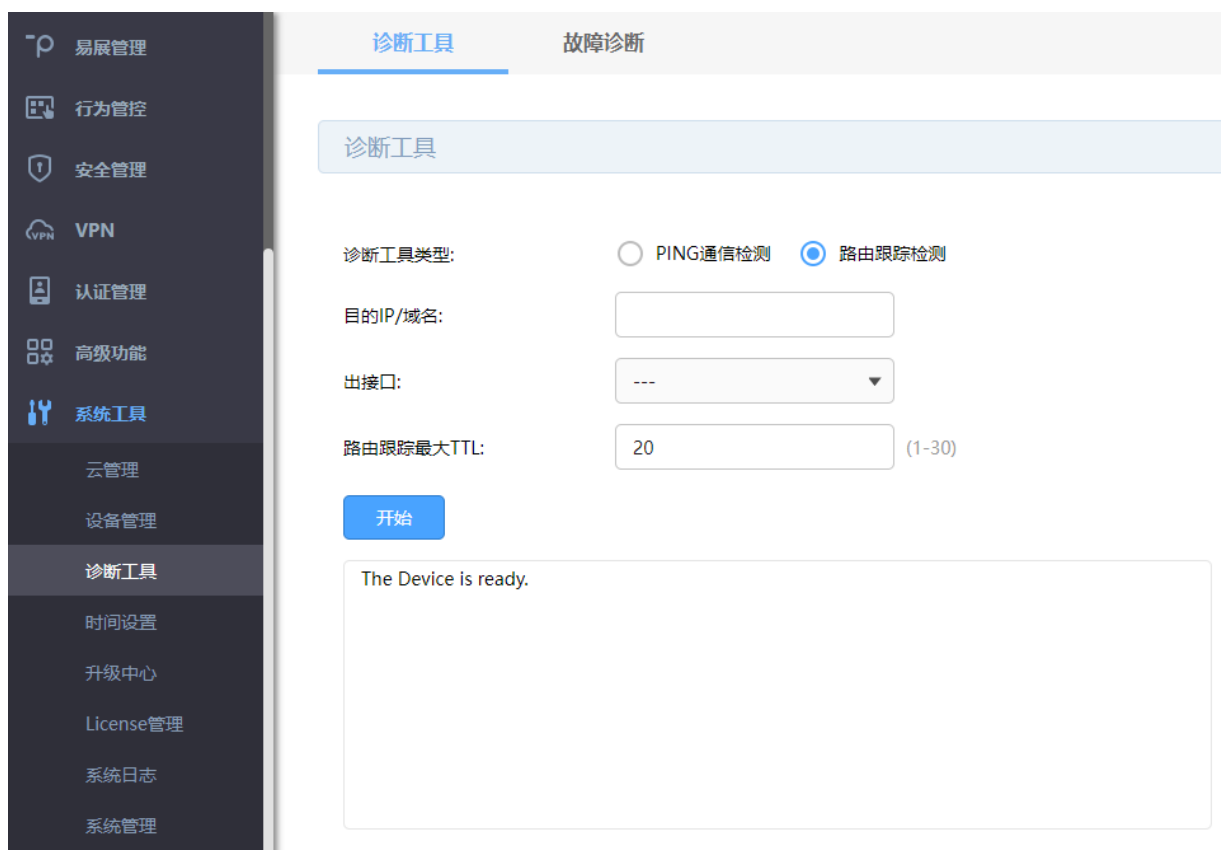 易展管理
行为管控
安全管理
VPN
VPN
认证管理
高级功能
系统工具
云管理
设备管理
诊断工具
时间设置
升级中心
License管理
系统日志
系统管理
诊断工具 故障诊断
诊断工具
诊断工具类型: PING通信检测 路由跟踪检测
目的IP/域名:
出接口: ---
路由跟踪最大TTL: 20 (1-30)
开始
The Device is ready.